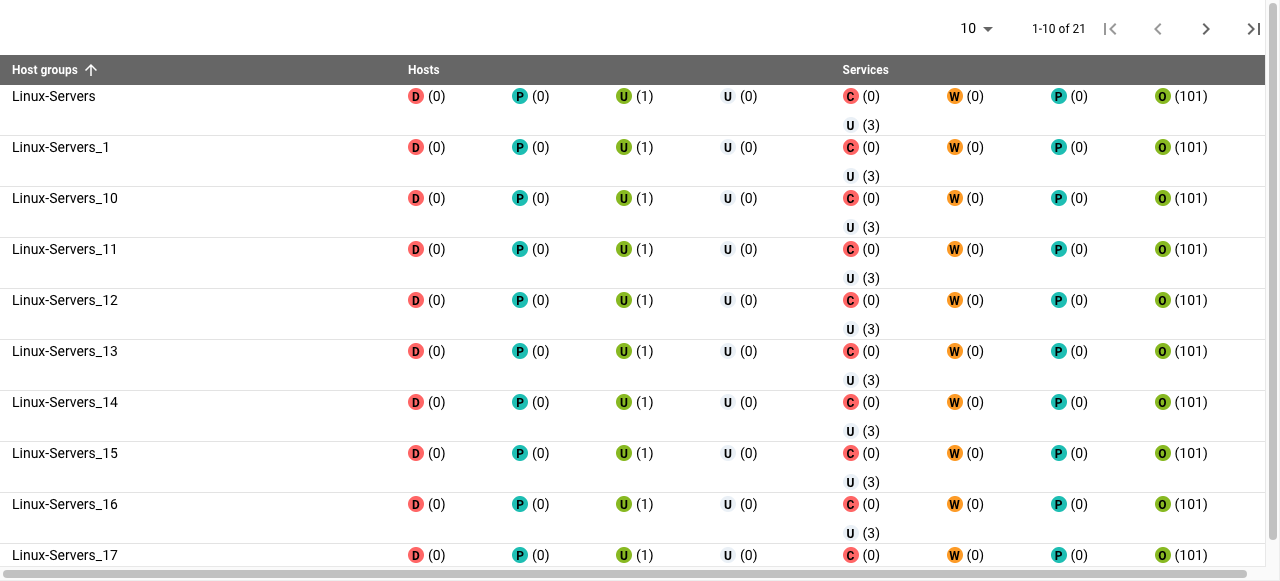 10 1-10 of 21
Host groups Hosts Services
Linux-Servers D (0) P (0) U (1) U (0) C (0) W (0) P (0) O (101)
U (3)
Linux-Servers_1 D (0) P (0) U (1) U (0) C (0) W (0) P (0) O (101)
U (3)
Linux-Servers_10 D (0) P (0) U (1) U (0) C (0) W (0) P (0) O (101)
U (3)
Linux-Servers_11 D (0) P (0) U (1) U (0) C (0) W (0) P (0) O (101)
U (3)
Linux-Servers_12 D (0) P (0) U (1) U (0) C (0) W (0) P (0) O (101)
U (3)
Linux-Servers_13 D (0) P (0) U (1) U (0) C (0) W (0) P (0) O (101)
U (3)
Linux-Servers_14 D (0) P (0) U (1) U (0) C (0) W (0) P (0) O (101)
U (3)
Linux-Servers_15 D (0) P (0) U (1) U (0) C (0) W (0) P (0) O (101)
U (3)
Linux-Servers_16 D (0) P (0) U (1) U (0) C (0) W (0) P (0) O (101)
U (3)
Linux-Servers_17 D (0) P (0) U (1) U (0) C (0) W (0) P (0) O (101)